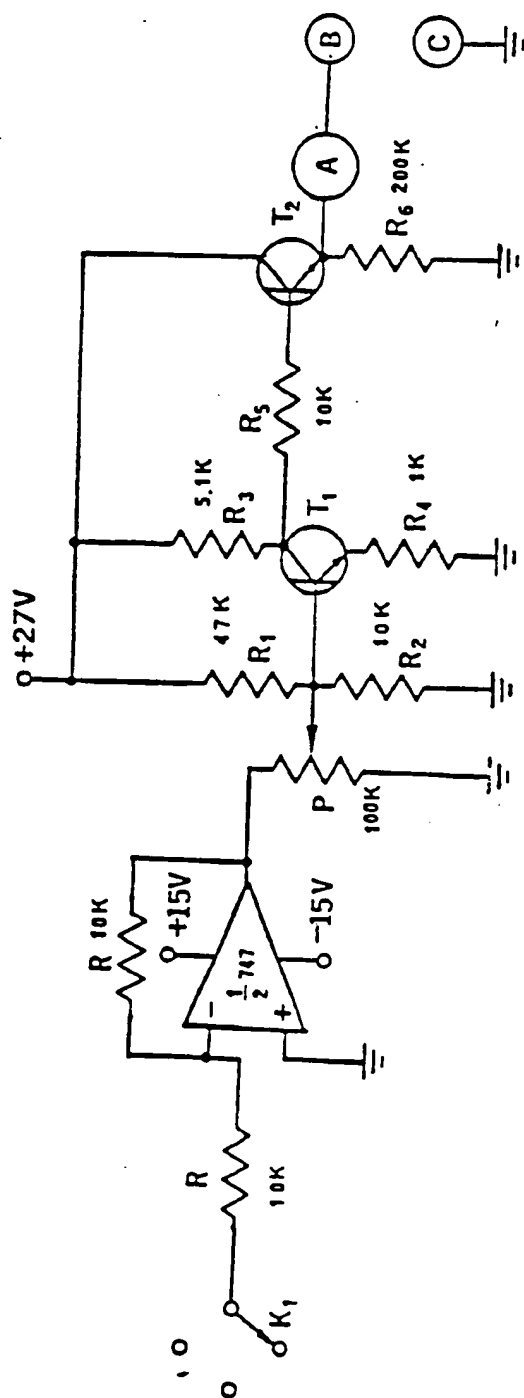 K₁
R
10K
R
10K
+15V
-15V
½ 747
-
+
P
100K
+27V
47K
R₁
10K
R₂
5.1K
R₃
T₁
R₄
1K
R₅
10K
T₂
R₆ 200K
A
B
C